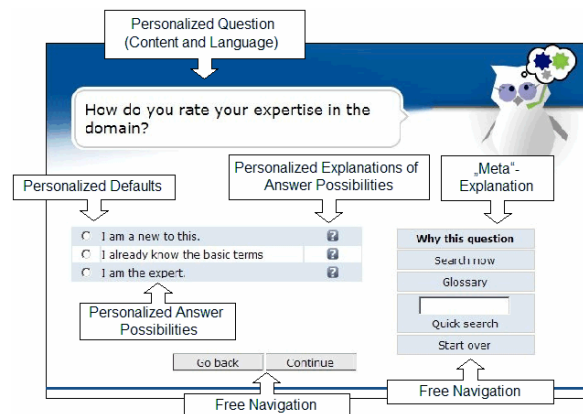 Personalized Question
(Content and Language)
How do you rate your expertise in the
domain?
Personalized Defaults
Personalized Explanations of
Answer Possibilities
„Meta"-
Explanation
I am a new to this.
I already know the basic terms
I am the expert.
Personalized Answer
Possibilities
Why this question
Search now
Glossary
Quick search
Start over
Go back
Continue
Free Navigation
Free Navigation